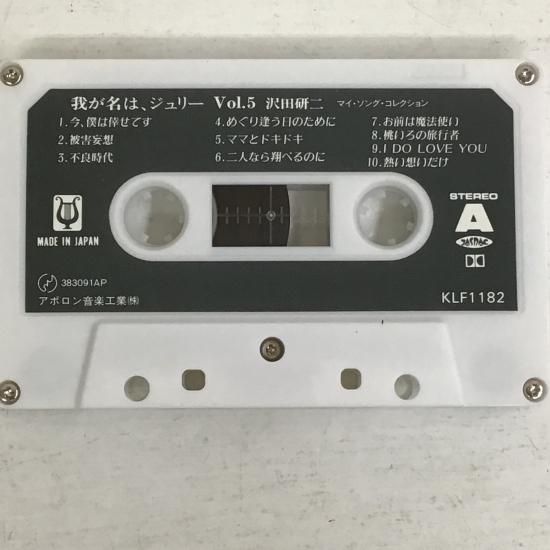 我が名は、ジュリー Vol.5 沢田研二 マイ・ソング・コレクション
1.今、僕は倖せです
2.被害妄想
3.不良時代
4.めぐり逢う日のために
5.ママとドキドキ
6.二人なら翔べるのに
7.お前は魔法使い
8.桃いろの旅行者
9.I DO LOVE YOU
10.熱い想いだけ
MADE IN JAPAN
STEREO
A
383091AP
アポロン音楽工業㈱
KLF1182